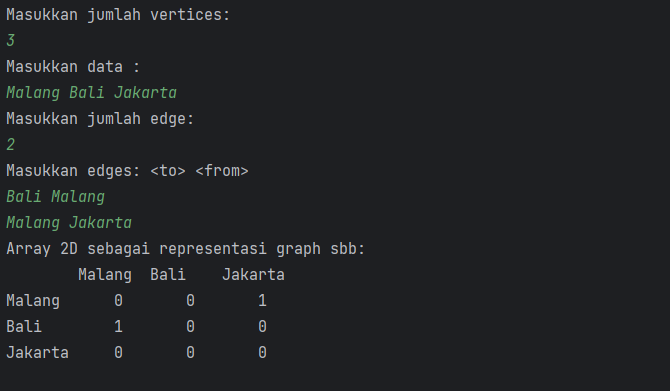 Masukkan jumlah vertices:
3
Masukkan data :
Malang Bali Jakarta
Masukkan jumlah edge:
2
Masukkan edges: <to> <from>
Bali Malang
Malang Jakarta
Array 2D sebagai representasi graph sbb:
        Malang  Bali    Jakarta
Malang      0       0       1
Bali        1       0       0
Jakarta     0       0       0